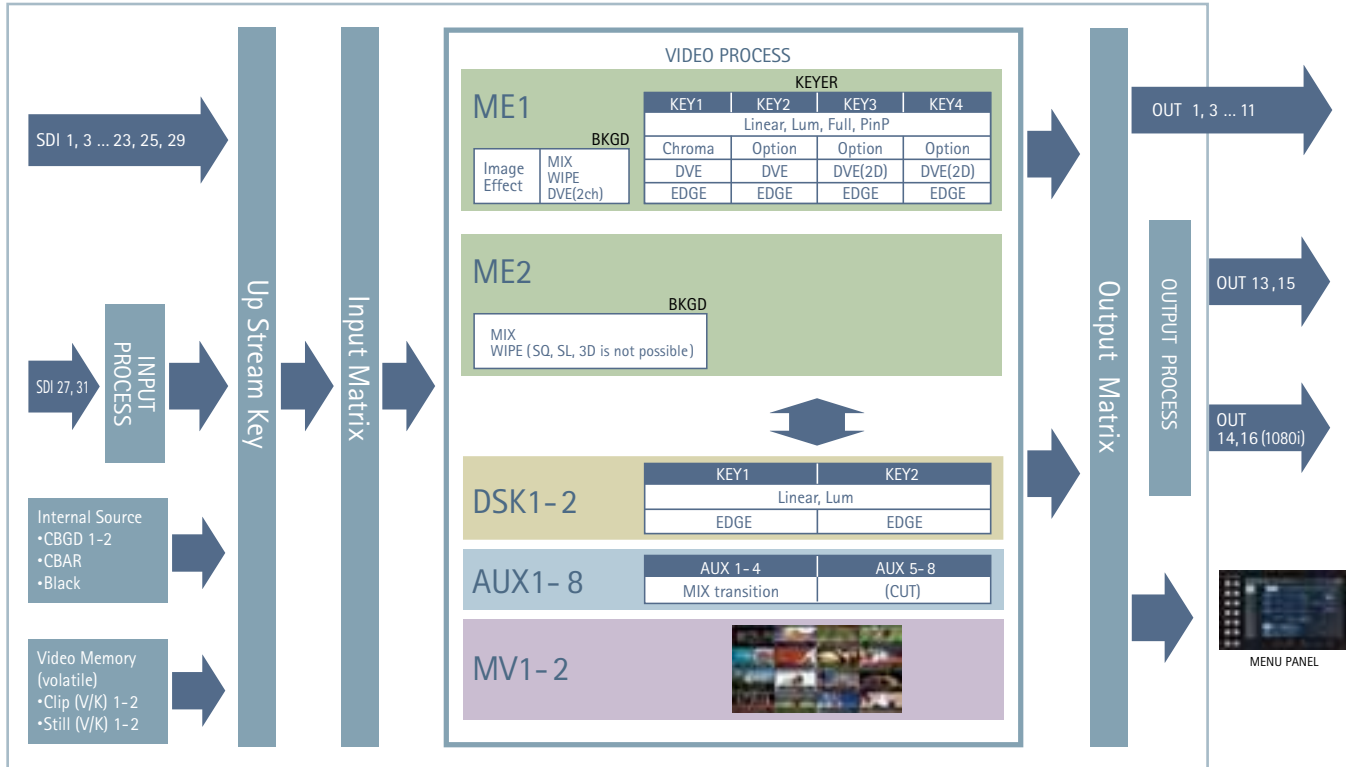 SDI 1, 3 ... 23, 25, 29
SDI 27, 31
INPUT
PROCESS
Internal Source
•CBGD 1-2
•CBAR
•Black
Video Memory
(volatile)
•Clip (V/K) 1-2
•Still (V/K) 1-2
Up Stream Key
Input Matrix
VIDEO PROCESS
ME1
BKGD
Image
Effect
MIX
WIPE
DVE(2ch)
KEYER
KEY1 KEY2 KEY3 KEY4
Linear, Lum, Full, PinP
Chroma Option Option Option
DVE DVE DVE(2D) DVE(2D)
EDGE EDGE EDGE EDGE
ME2
BKGD
MIX
WIPE (SQ, SL, 3D is not possible)
DSK1-2
KEY1 KEY2
Linear, Lum
EDGE EDGE
AUX1-8
AUX 1-4 AUX 5-8
MIX transition (CUT)
MV1-2
Output Matrix
OUTPUT PROCESS
OUT 1, 3 ... 11
OUT 13,15
OUT
14,16 (1080i)
MENU PANEL